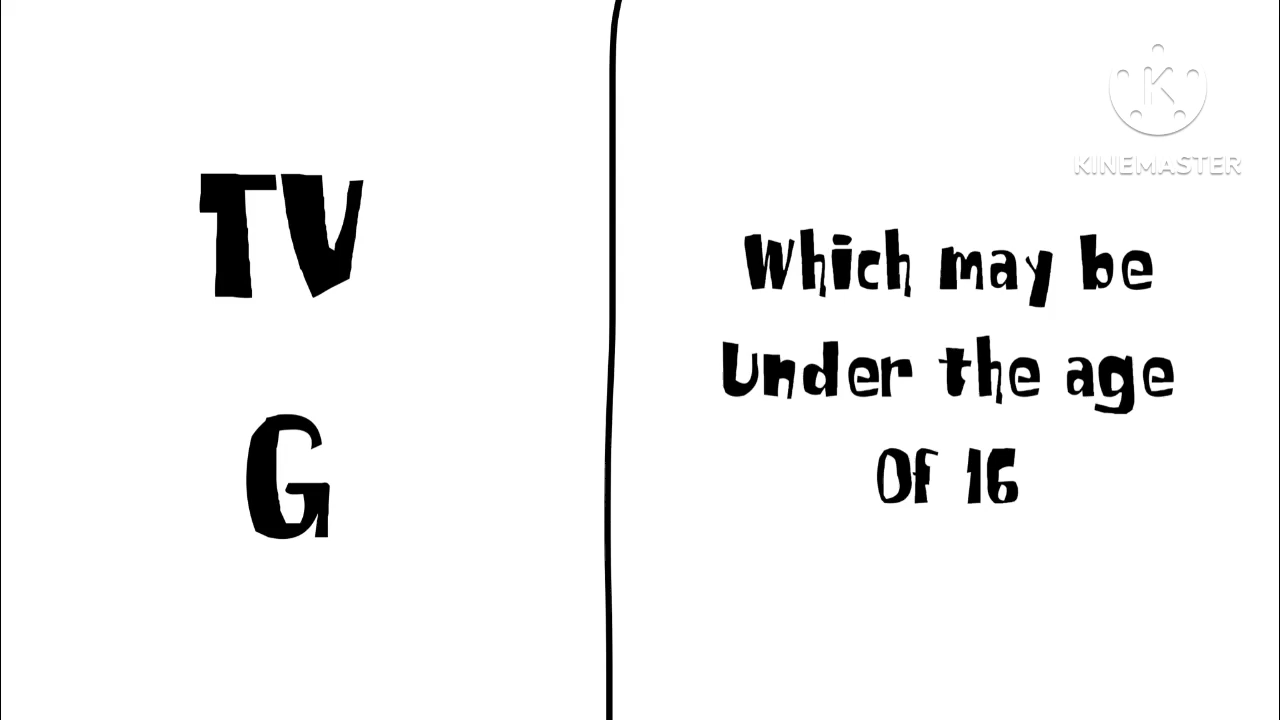 TV
G
Which may be
Under the age
Of 16
K
KINEMASTER